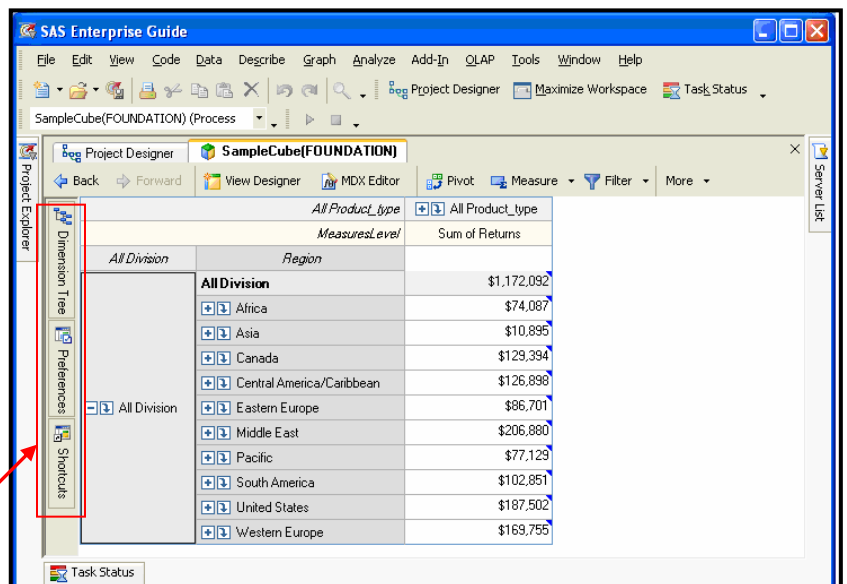 SAS Enterprise Guide
File Edit View Code Data Describe Graph Analyze Add-In OLAP Tools Window Help
Project Designer Maximize Workspace Task Status
SampleCube(FOUNDATION) (Process
Project Explorer
Project Designer SampleCube(FOUNDATION)
Server List
Back Forward View Designer MDX Editor Pivot Measure Filter More
Dimension Tree
Preferences
Shortcuts
All Product_type All Product_type
MeasuresLevel Sum of Returns
All Division Region
All Division $1,172,092
Africa $74,087
Asia $10,895
Canada $129,394
Central America/Caribbean $126,898
All Division Eastern Europe $86,701
Middle East $206,880
Pacific $77,129
South America $102,851
United States $187,502
Western Europe $169,755
Task Status